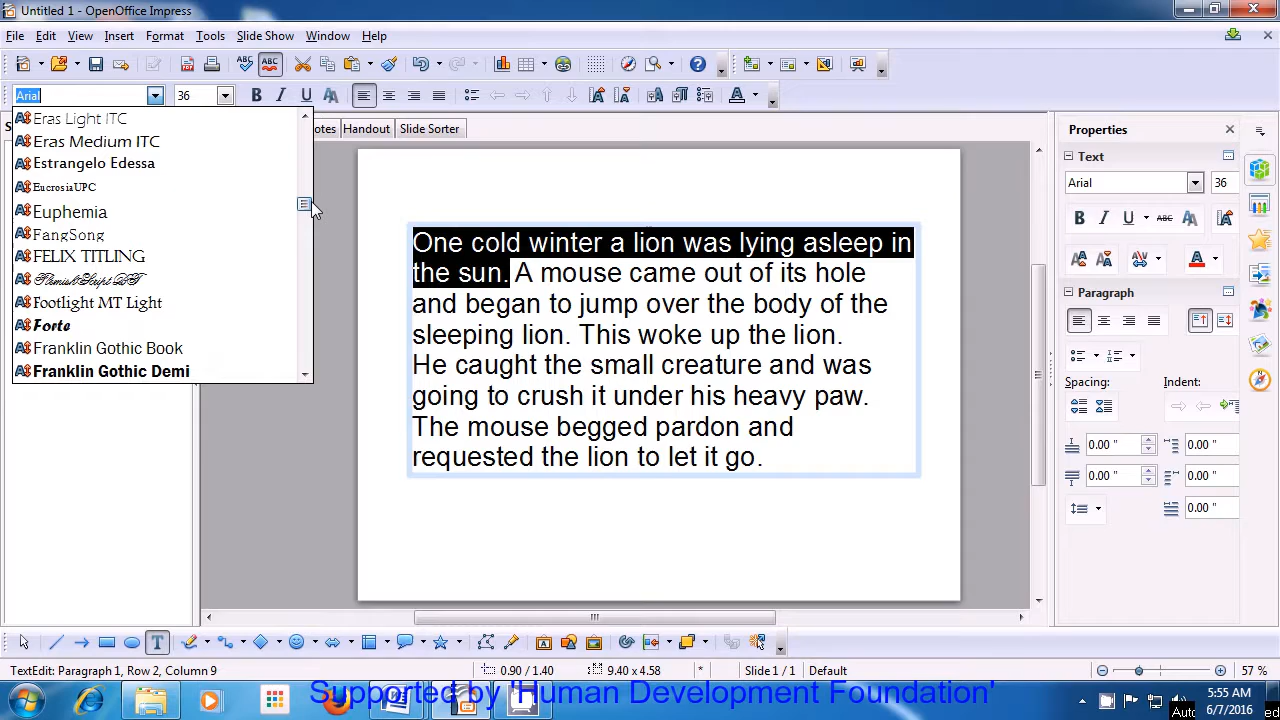 Untitled 1 - OpenOffice Impress
File Edit View Insert Format Tools Slide Show Window Help
Arial 36
Eras Light ITC
Eras Medium ITC
Estrangelo Edessa
EucrosiaUPC
Euphemia
FangSong
FELIX TITLING
FlemishScript BT
Footlight MT Light
Forte
Franklin Gothic Book
Franklin Gothic Demi
otes Handout Slide Sorter
One cold winter a lion was lying asleep in
the sun. A mouse came out of its hole
and began to jump over the body of the
sleeping lion. This woke up the lion.
He caught the small creature and was
going to crush it under his heavy paw.
The mouse begged pardon and
requested the lion to let it go.
Properties
Text
Arial 36
Paragraph
Spacing: Indent:
0.00 " 0.00 "
0.00 " 0.00 "
0.00 "
TextEdit: Paragraph 1, Row 2, Column 9 0.90 / 1.40 9.40 x 4.58 * Slide 1 / 1 Default 57 %
Supported by 'Human Development Foundation'
5:55 AM
6/7/2016